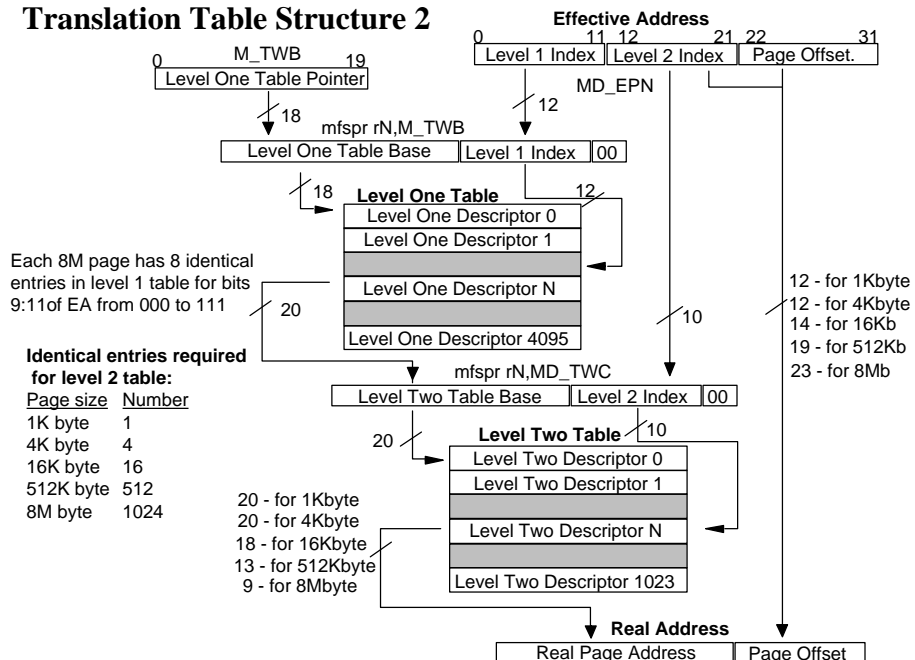 Translation Table Structure 2
Effective Address
0 11 12 21 22 31
Level 1 Index Level 2 Index Page Offset.
M_TWB
0 19
Level One Table Pointer
MD_EPN
18
12
mfspr rN,M_TWB
Level One Table Base Level 1 Index 00
18
12
Level One Table
Level One Descriptor 0
Level One Descriptor 1
Level One Descriptor N
Level One Descriptor 4095
Each 8M page has 8 identical
entries in level 1 table for bits
9:11of EA from 000 to 111
20
10
12 - for 1Kbyte
12 - for 4Kbyte
14 - for 16Kb
19 - for 512Kb
23 - for 8Mb
Identical entries required
for level 2 table:
Page size Number
1K byte 1
4K byte 4
16K byte 16
512K byte 512
8M byte 1024
mfspr rN,MD_TWC
Level Two Table Base Level 2 Index 00
20
10
Level Two Table
Level Two Descriptor 0
Level Two Descriptor 1
Level Two Descriptor N
Level Two Descriptor 1023
20 - for 1Kbyte
20 - for 4Kbyte
18 - for 16Kbyte
13 - for 512Kbyte
9 - for 8Mbyte
Real Address
Real Page Address Page Offset